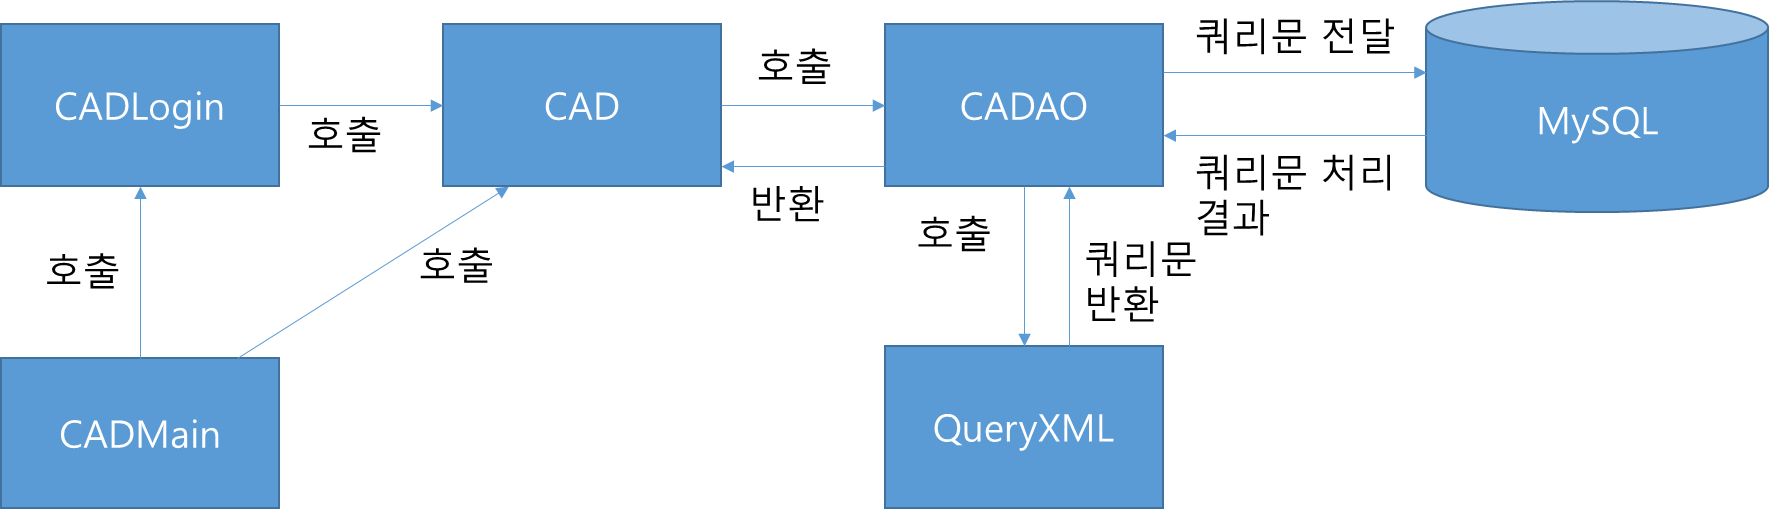 CADLogin
호출
CAD
호출
반환
CADAO
쿼리문 전달
쿼리문 처리
결과
MySQL
호출
호출
호출
쿼리문
반환
CADMain
QueryXML